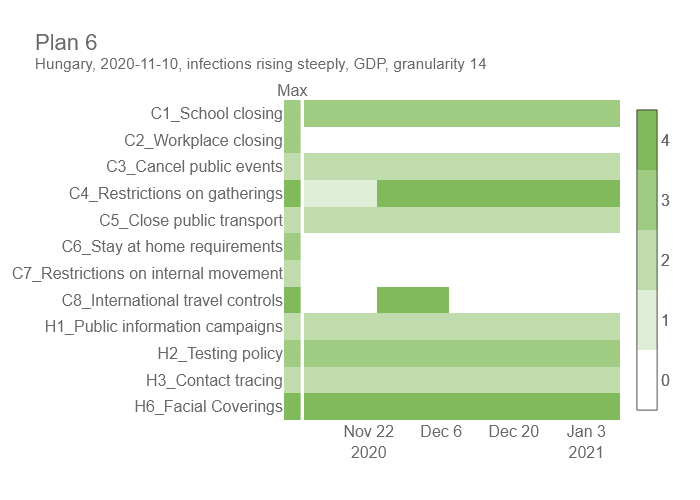 Plan 6
Hungary, 2020-11-10, infections rising steeply, GDP, granularity 14
Max
C1_School closing
C2_Workplace closing
C3_Cancel public events
C4_Restrictions on gatherings
C5_Close public transport
C6_Stay at home requirements
C7_Restrictions on internal movement
C8_International travel controls
H1_Public information campaigns
H2_Testing policy
H3_Contact tracing
H6_Facial Coverings
4
3
2
1
0
Nov 22 Dec 6 Dec 20 Jan 3
2020 2021